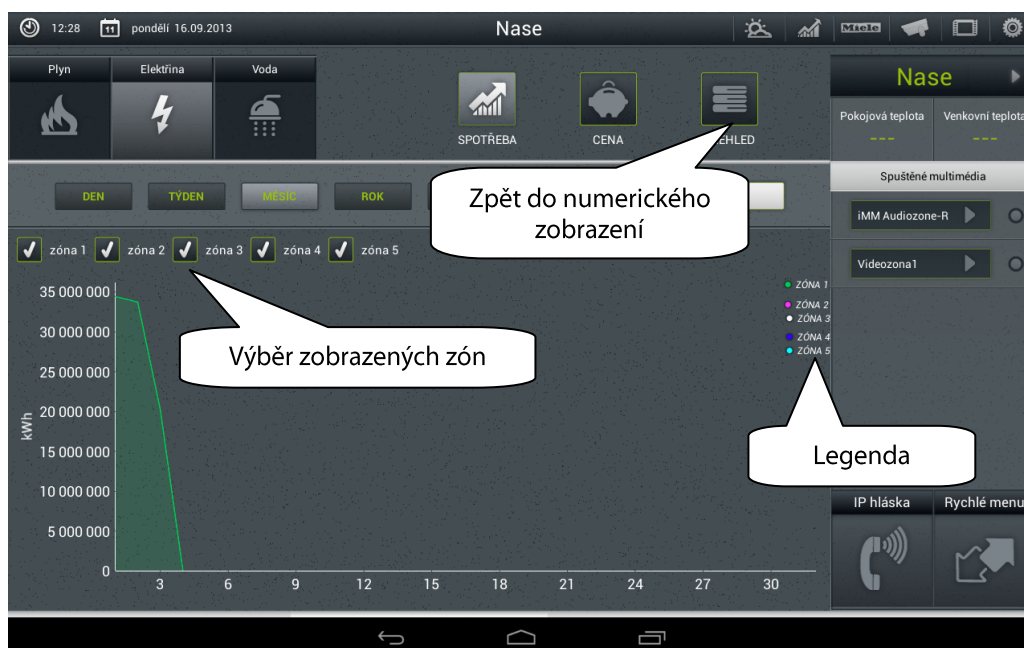 12:28 11 pondělí 16.09.2013 Nase Miele
Plyn Elektřina Voda
SPOTŘEBA CENA
Nase
Pokojová teplota Venkovní teplota
--- ---
DEN TÝDEN MĚSÍC ROK
Zpět do numerického
zobrazení
Spuštěné multimédia
iMM Audiozone-R
Videozona1
zóna 1 zóna 2 zóna 3 zóna 4 zóna 5
ZÓNA 1
ZÓNA 2
ZÓNA 3
ZÓNA 4
ZÓNA 5
Výběr zobrazených zón
Legenda
kWh
35 000 000
30 000 000
25 000 000
20 000 000
15 000 000
10 000 000
5 000 000
0
3 6 9 12 15 18 21 24 27 30
IP hláska Rychlé menu